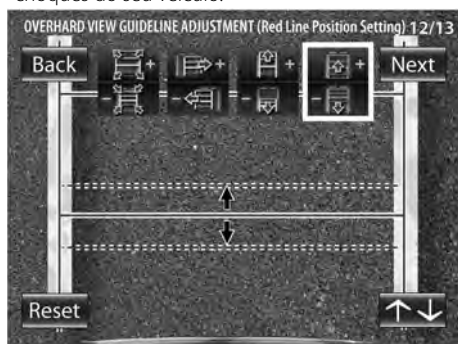 OVERHARD VIEW GUIDELINE ADJUSTMENT (Red Line Position Setting) 12/13
Back
+ + + +
Next
- - - -
Reset
↑↓